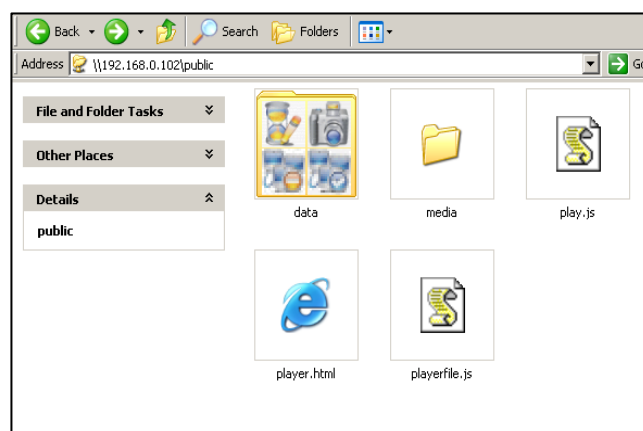 Back Search Folders
Address \\192.168.0.102\public Go
File and Folder Tasks
Other Places
Details
public
data media play.js
player.html playerfile.js